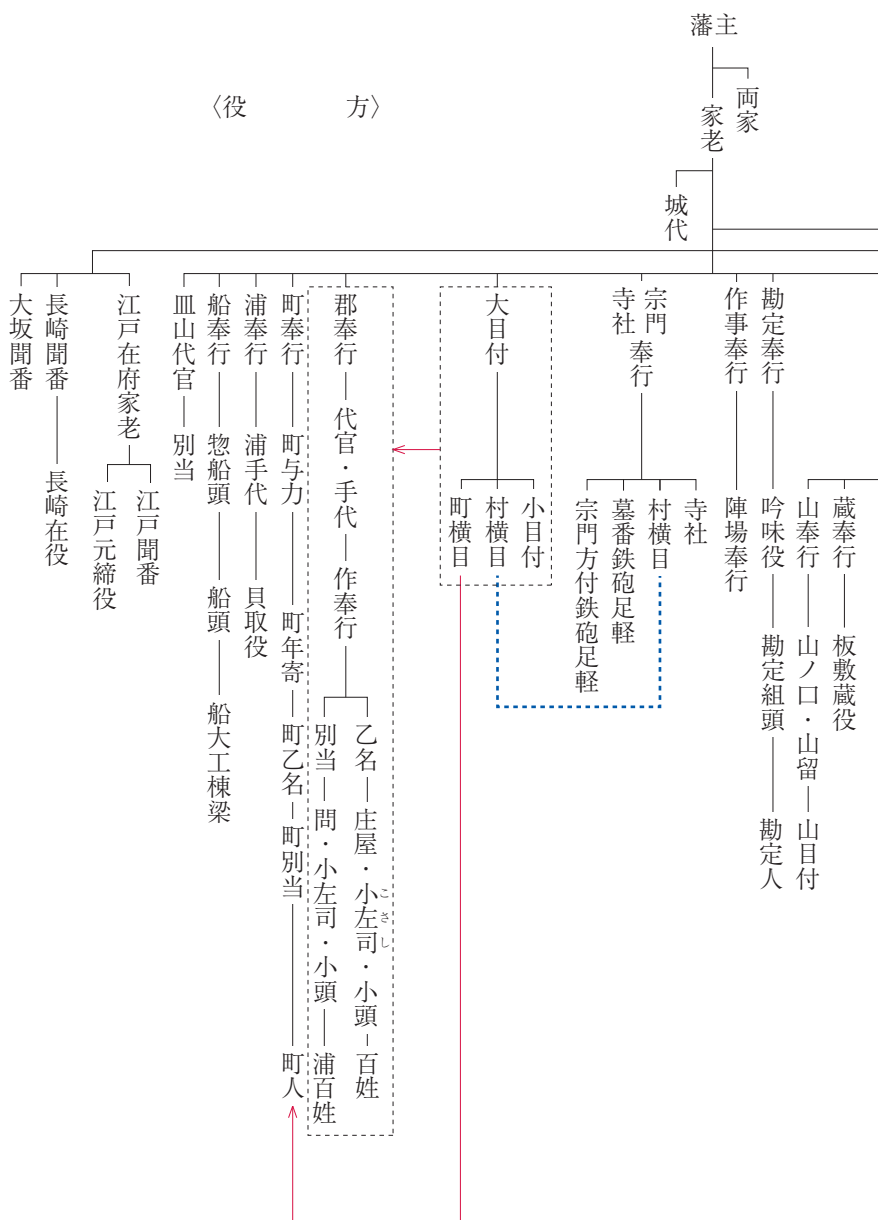 藩主
両家
家老
城代
〈役方〉
蔵奉行―板敷蔵役
山奉行―山ノ口・山留―山目付
勘定奉行―吟味役―勘定組頭―勘定人
作事奉行―陣場奉行
宗門
寺社
奉行
寺社
村横目
墓番鉄砲足軽
宗門方付鉄砲足軽
大目付
小目付
村横目
町横目
郡奉行―代官・手代―作奉行
乙名―庄屋・小左司・小頭―百姓
こさし
別当―問・小左司・小頭―浦百姓
町奉行―町与力―町年寄―町乙名―町別当―町人
浦奉行―浦手代―貝取役
船奉行―惣船頭―船頭―船大工棟梁
皿山代官―別当
江戸在府家老
江戸聞番
江戸元締役
長崎聞番―長崎在役
大坂聞番